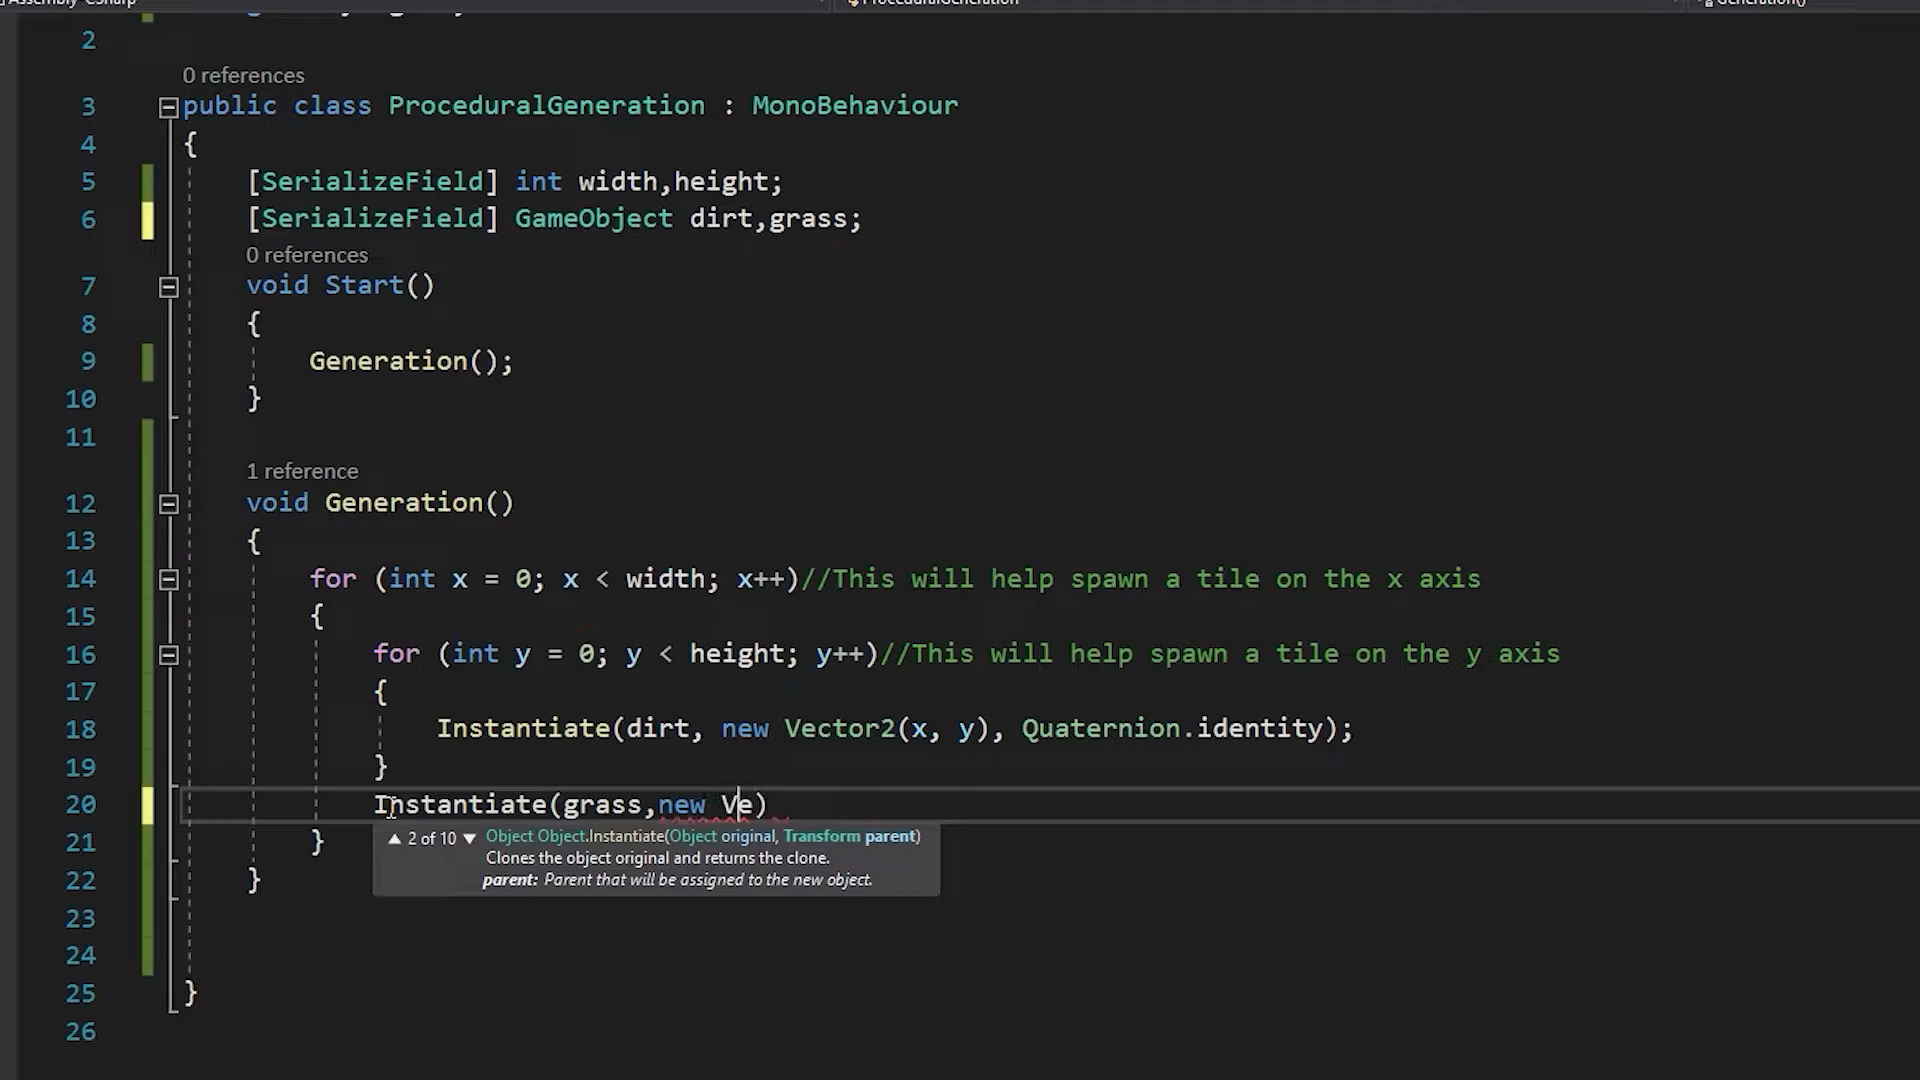 2
0 references
3 public class ProceduralGeneration : MonoBehaviour
4 {
5 [SerializeField] int width,height;
6 [SerializeField] GameObject dirt,grass;
0 references
7 void Start()
8 {
9 Generation();
10 }
11
1 reference
12 void Generation()
13 {
14 for (int x = 0; x < width; x++)//This will help spawn a tile on the x axis
15 {
16 for (int y = 0; y < height; y++)//This will help spawn a tile on the y axis
17 {
18 Instantiate(dirt, new Vector2(x, y), Quaternion.identity);
19 }
20 Instantiate(grass,new Ve)
▲ 2 of 10 ▼ Object Object.Instantiate(Object original, Transform parent)
Clones the object original and returns the clone.
parent: Parent that will be assigned to the new object.
21 }
22 }
23
24
25 }
26